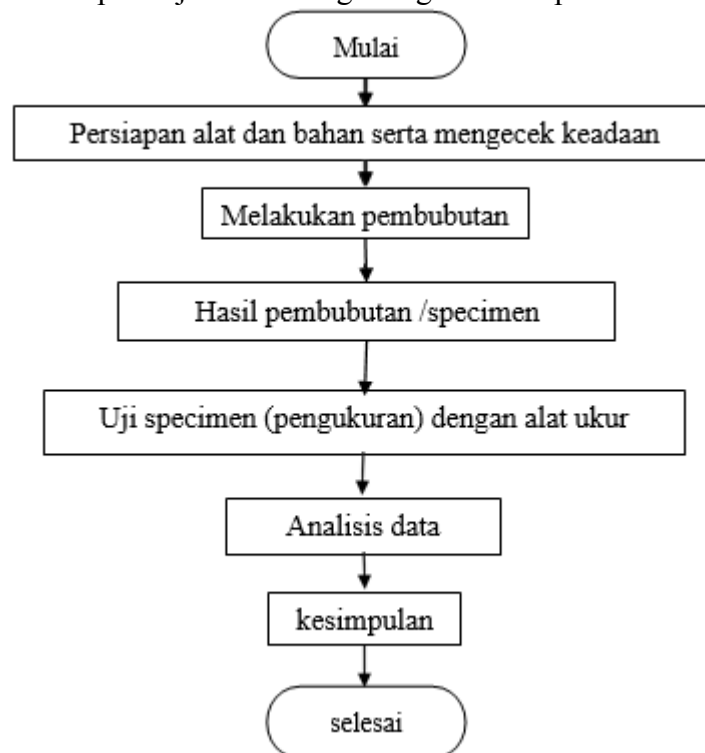 Mulai
Persiapan alat dan bahan serta mengecek keadaan
Melakukan pembubutan
Hasil pembubutan /specimen
Uji specimen (pengukuran) dengan alat ukur
Analisis data
kesimpulan
selesai